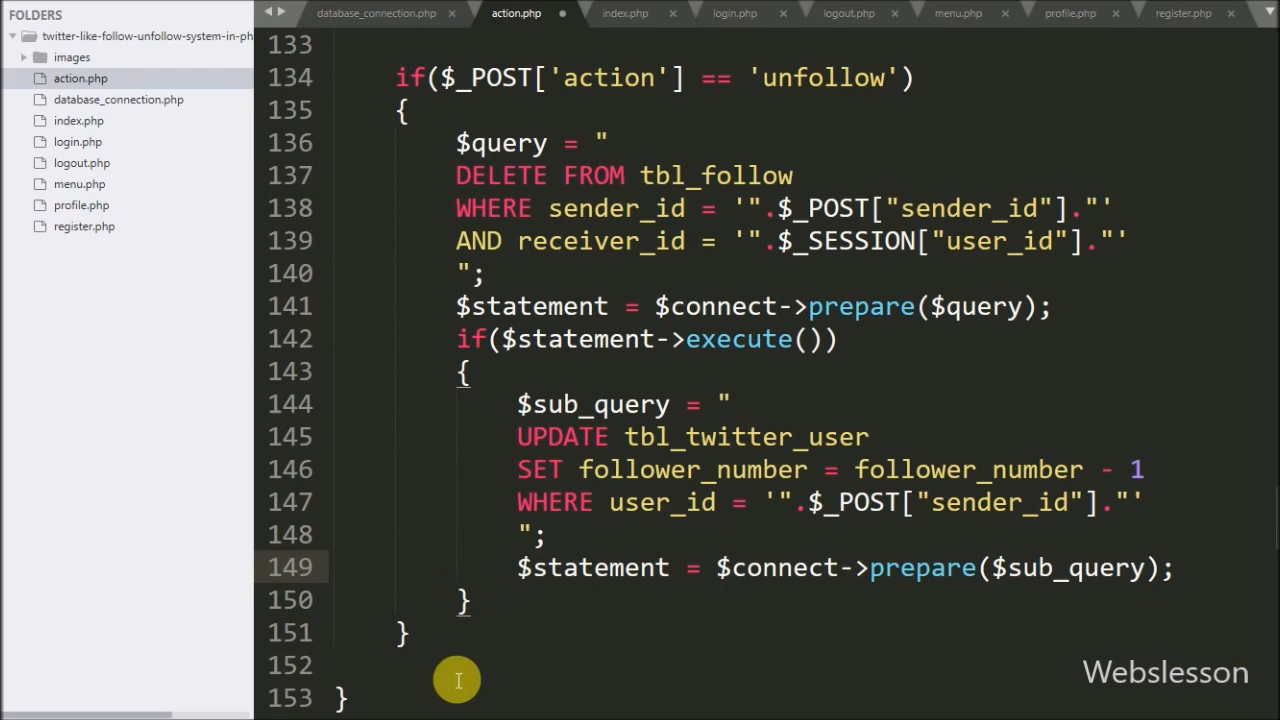 FOLDERS
twitter-like-follow-unfollow-system-in-ph
images
action.php
database_connection.php
index.php
login.php
logout.php
menu.php
profile.php
register.php
database_connection.php action.php index.php login.php logout.php menu.php profile.php register.php
133
134 if($_POST['action'] == 'unfollow')
135 {
136 $query = "
137 DELETE FROM tbl_follow
138 WHERE sender_id = '".$_POST["sender_id"]."'
139 AND receiver_id = '".$_SESSION["user_id"]."'
140 ";
141 $statement = $connect->prepare($query);
142 if($statement->execute())
143 {
144 $sub_query = "
145 UPDATE tbl_twitter_user
146 SET follower_number = follower_number - 1
147 WHERE user_id = '".$_POST["sender_id"]."'
148 ";
149 $statement = $connect->prepare($sub_query);
150 }
151 }
152
153 }
Webslesson